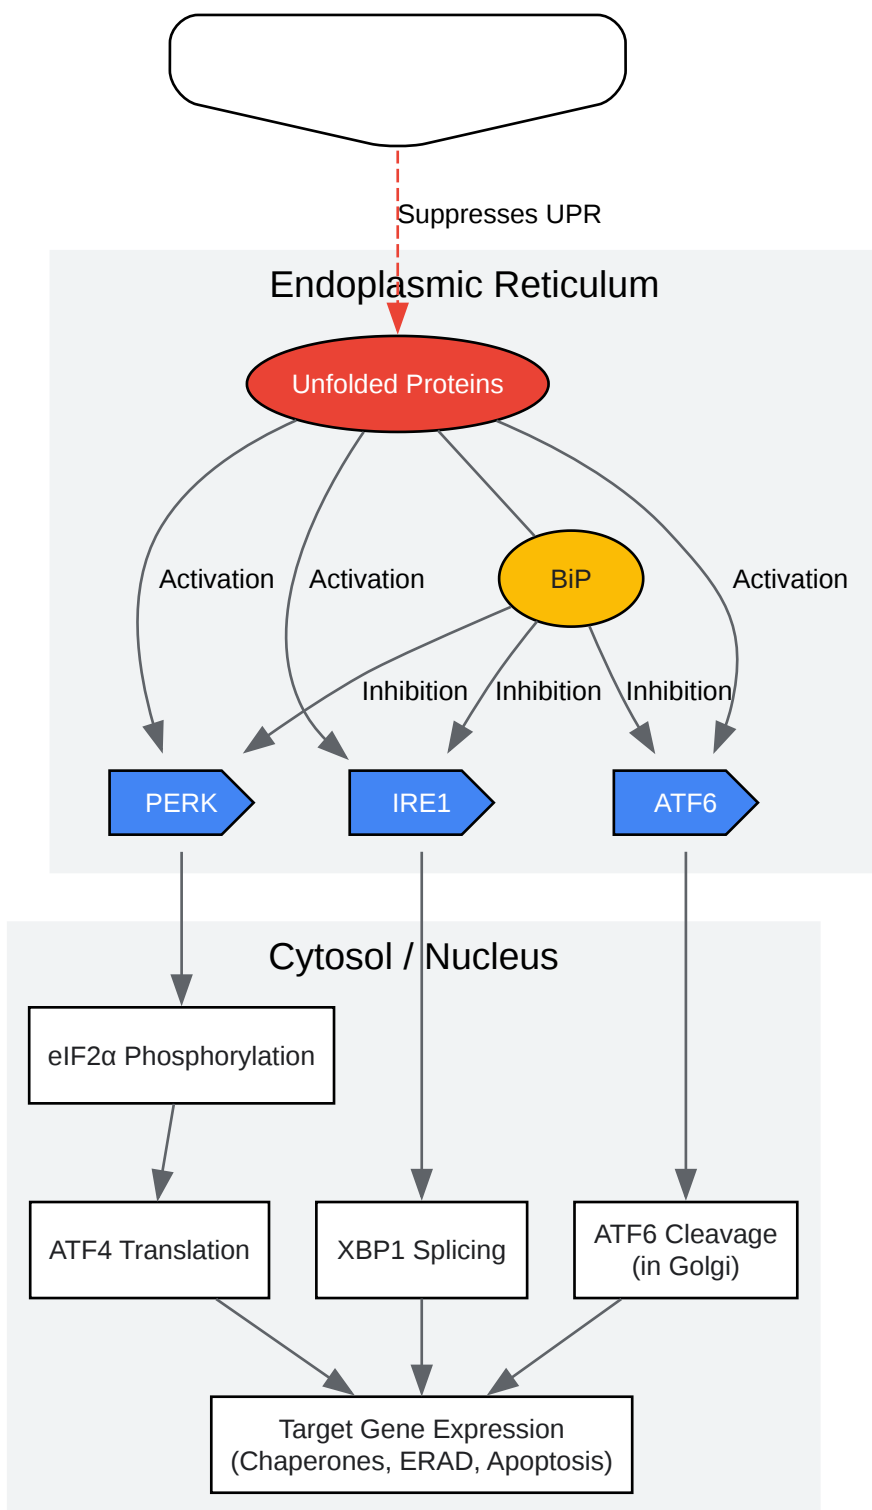 Suppresses UPR
Endoplasmic Reticulum
Unfolded Proteins
Activation
Activation
BiP
Activation
Inhibition
Inhibition
Inhibition
PERK
IRE1
ATF6
Cytosol / Nucleus
eIF2α Phosphorylation
ATF4 Translation
XBP1 Splicing
ATF6 Cleavage
(in Golgi)
Target Gene Expression
(Chaperones, ERAD, Apoptosis)